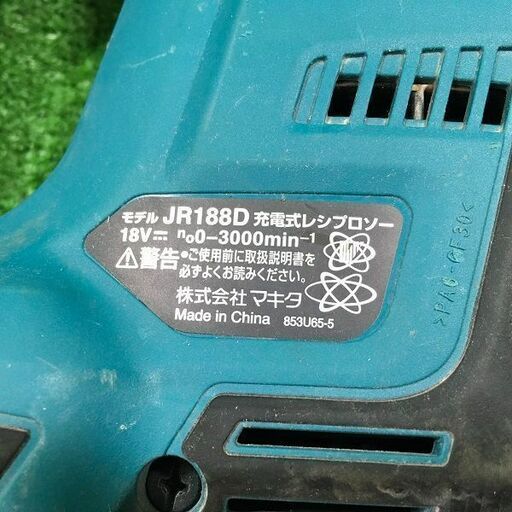 モデル JR188D 充電式レシプロソー
18V⎓ n₀0-3000min⁻¹
⚠警告 •ご使用前に取扱説明書を
必ずよくお読みください。
株式会社 マキタ
Made in China 853U65-5
>PA6-GF30<